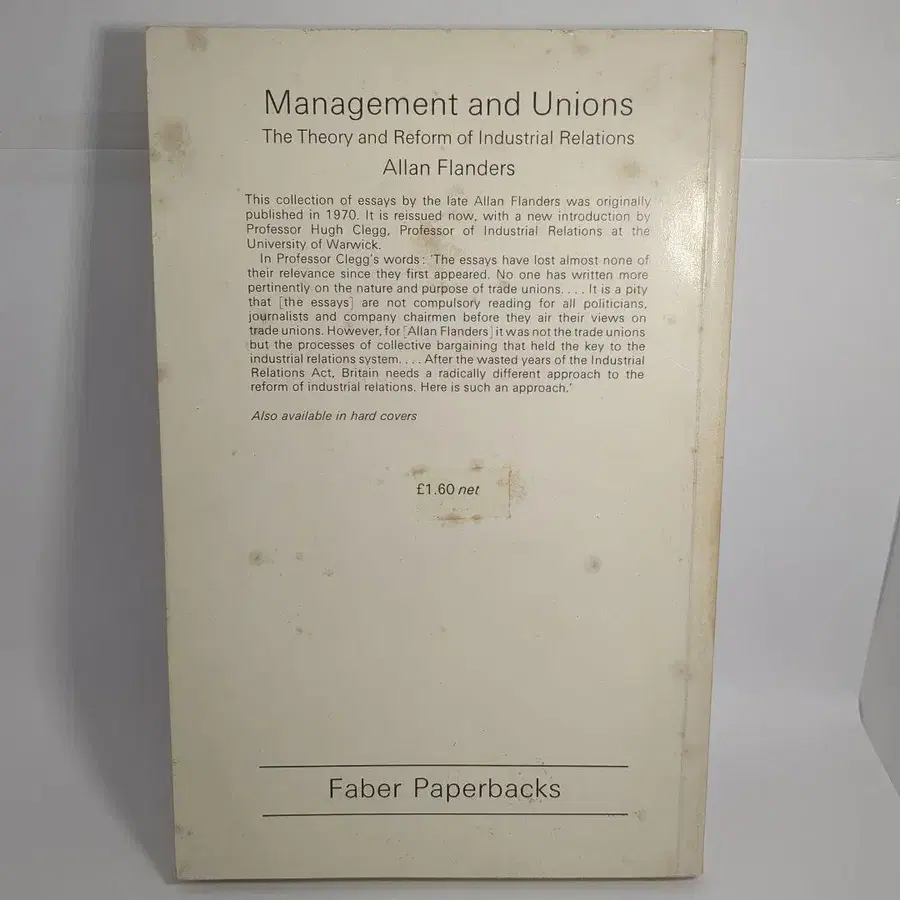 Management and Unions
The Theory and Reform of Industrial Relations
Allan Flanders
This collection of essays by the late Allan Flanders was originally
published in 1970. It is reissued now, with a new introduction by
Professor Hugh Clegg, Professor of Industrial Relations at the
University of Warwick.
In Professor Clegg's words: 'The essays have lost almost none of
their relevance since they first appeared. No one has written more
pertinently on the nature and purpose of trade unions. . . . It is a pity
that [the essays] are not compulsory reading for all politicians,
journalists and company chairmen before they air their views on
trade unions. However, for [Allan Flanders] it was not the trade unions
but the processes of collective bargaining that held the key to the
industrial relations system. . . . After the wasted years of the Industrial
Relations Act, Britain needs a radically different approach to the
reform of industrial relations. Here is such an approach.'
Also available in hard covers
£1.60 net
Faber Paperbacks